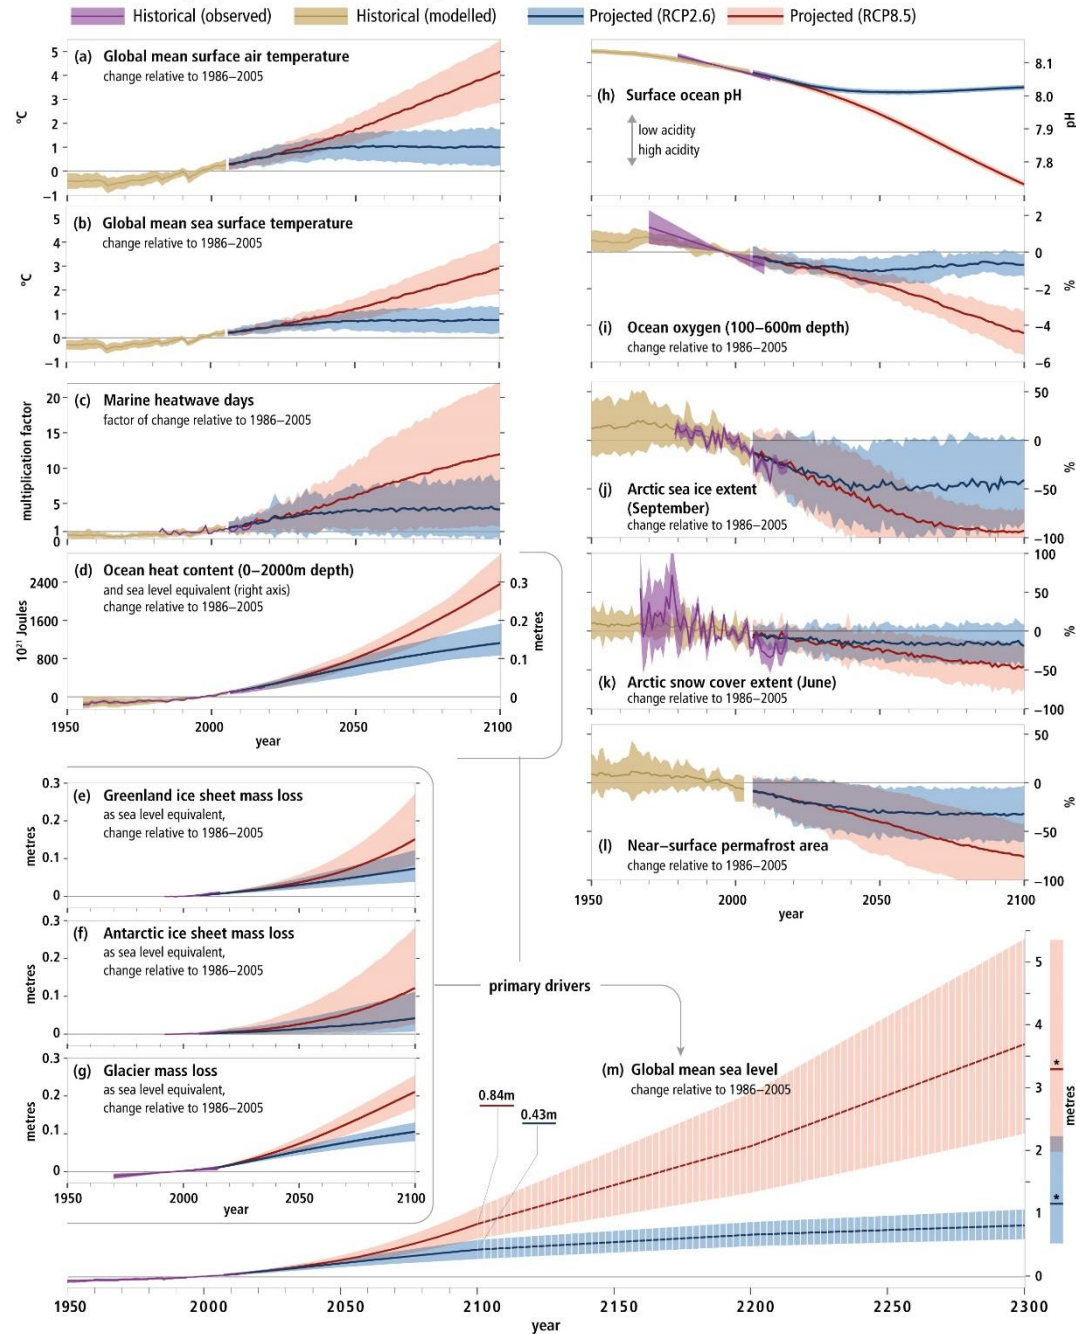 Historical (observed) Historical (modelled) Projected (RCP2.6) Projected (RCP8.5)
(a) Global mean surface air temperature
change relative to 1986–2005
5
4
3
2
1
0
−1
°C
(b) Global mean sea surface temperature
change relative to 1986–2005
5
4
3
2
1
0
−1
°C
(c) Marine heatwave days
factor of change relative to 1986–2005
20
15
10
5
1
0
multiplication factor
(d) Ocean heat content (0–2000m depth)
and sea level equivalent (right axis)
change relative to 1986–2005
2400
1600
800
0
10²¹ Joules
0.3
0.2
0.1
0
metres
1950 2000 2050 2100
year
(h) Surface ocean pH
low acidity
high acidity
8.1
8.0
7.9
7.8
pH
(i) Ocean oxygen (100–600m depth)
change relative to 1986–2005
2
0
−2
−4
−6
%
(j) Arctic sea ice extent
(September)
change relative to 1986–2005
50
0
−50
−100
%
(k) Arctic snow cover extent (June)
change relative to 1986–2005
100
50
0
−50
−100
%
(l) Near–surface permafrost area
change relative to 1986–2005
50
0
−50
−100
%
1950 2000 2050 2100
year
(e) Greenland ice sheet mass loss
as sea level equivalent,
change relative to 1986–2005
0.3
0.2
0.1
0
metres
(f) Antarctic ice sheet mass loss
as sea level equivalent,
change relative to 1986–2005
0.3
0.2
0.1
0
metres
(g) Glacier mass loss
as sea level equivalent,
change relative to 1986–2005
0.3
0.2
0.1
0
metres
1950 2000 2050 2100
year
primary drivers
(m) Global mean sea level
change relative to 1986–2005
0.84m
0.43m
5
4
3
2
1
0
metres
*
*
1950 2000 2050 2100 2150 2200 2250 2300
year